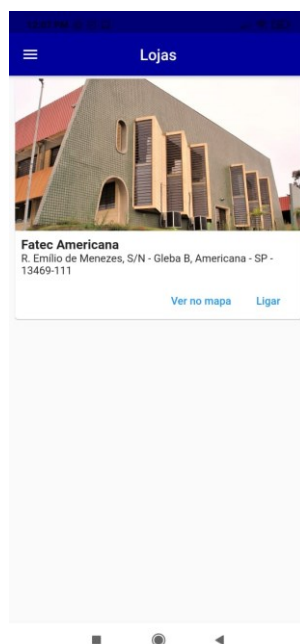 Lojas
Fatec Americana
R. Emílio de Menezes, S/N - Gleba B, Americana - SP -
13469-111
Ver no mapa Ligar